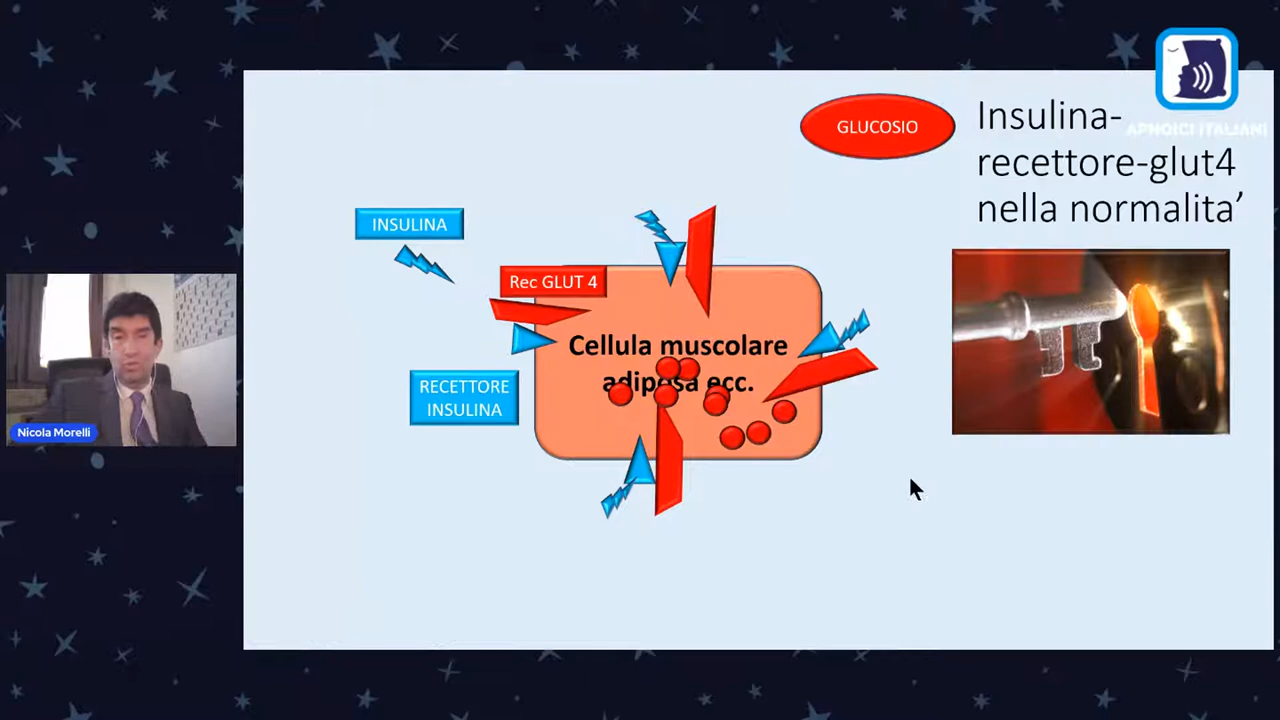 GLUCOSIO
Insulina-
recettore-glut4
nella normalita’
APNOICI ITALIANI
INSULINA
Rec GLUT 4
Cellula muscolare
adiposa ecc.
RECETTORE
INSULINA
Nicola Morelli